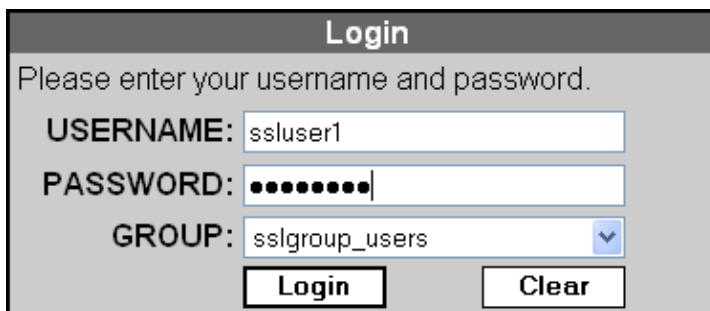 Login
Please enter your username and password.
USERNAME: ssluser1
PASSWORD: ●●●●●●●●
GROUP: sslgroup_users
Login Clear